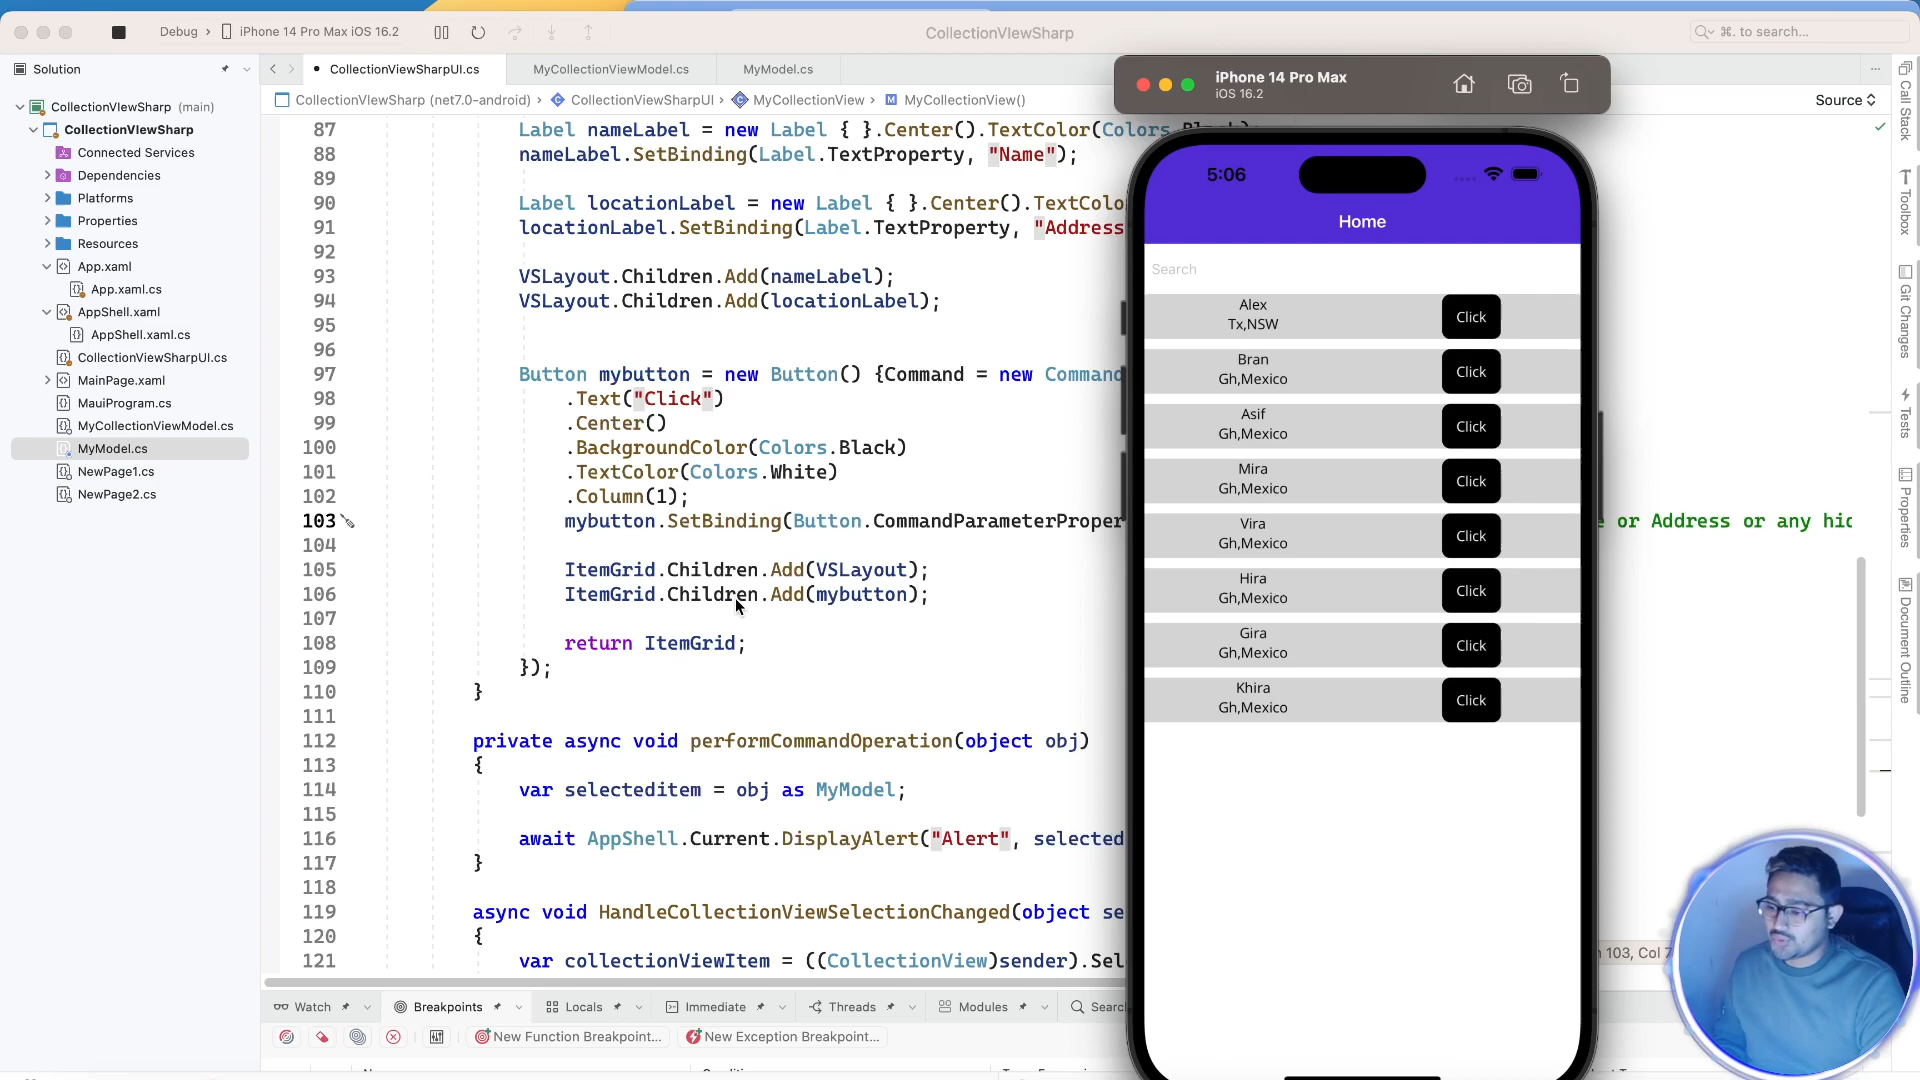 Debug › iPhone 14 Pro Max iOS 16.2
CollectionVIewSharp
⌘. to search...
Solution
CollectionVIewSharp (main)
CollectionVIewSharp
Connected Services
Dependencies
Platforms
Properties
Resources
App.xaml
App.xaml.cs
AppShell.xaml
AppShell.xaml.cs
CollectionViewSharpUI.cs
MainPage.xaml
MauiProgram.cs
MyCollectionViewModel.cs
MyModel.cs
NewPage1.cs
NewPage2.cs
CollectionViewSharpUI.cs
MyCollectionViewModel.cs
MyModel.cs
CollectionVIewSharp (net7.0-android) › CollectionViewSharpUI › MyCollectionView › MyCollectionView()
Source
87 Label nameLabel = new Label { }.Center().TextColor(Colors.Black);
88 nameLabel.SetBinding(Label.TextProperty, "Name");
89
90 Label locationLabel = new Label { }.Center().TextColo
91 locationLabel.SetBinding(Label.TextProperty, "Address
92
93 VSLayout.Children.Add(nameLabel);
94 VSLayout.Children.Add(locationLabel);
95
96
97 Button mybutton = new Button() {Command = new Command
98 .Text("Click")
99 .Center()
100 .BackgroundColor(Colors.Black)
101 .TextColor(Colors.White)
102 .Column(1);
103 mybutton.SetBinding(Button.CommandParameterProper or Address or any hid
104
105 ItemGrid.Children.Add(VSLayout);
106 ItemGrid.Children.Add(mybutton);
107
108 return ItemGrid;
109 });
110 }
111
112 private async void performCommandOperation(object obj)
113 {
114 var selecteditem = obj as MyModel;
115
116 await AppShell.Current.DisplayAlert("Alert", selected
117 }
118
119 async void HandleCollectionViewSelectionChanged(object se
120 {
121 var collectionViewItem = ((CollectionView)sender).Sel
103, Col 7
Watch
Breakpoints
Locals
Immediate
Threads
Modules
Search
New Function Breakpoint...
New Exception Breakpoint...
iPhone 14 Pro Max
iOS 16.2
5:06
Home
Search
Alex
Tx,NSW
Click
Bran
Gh,Mexico
Click
Asif
Gh,Mexico
Click
Mira
Gh,Mexico
Click
Vira
Gh,Mexico
Click
Hira
Gh,Mexico
Click
Gira
Gh,Mexico
Click
Khira
Gh,Mexico
Click
Call Stack
Toolbox
Git Changes
Tests
Properties
Document Outline